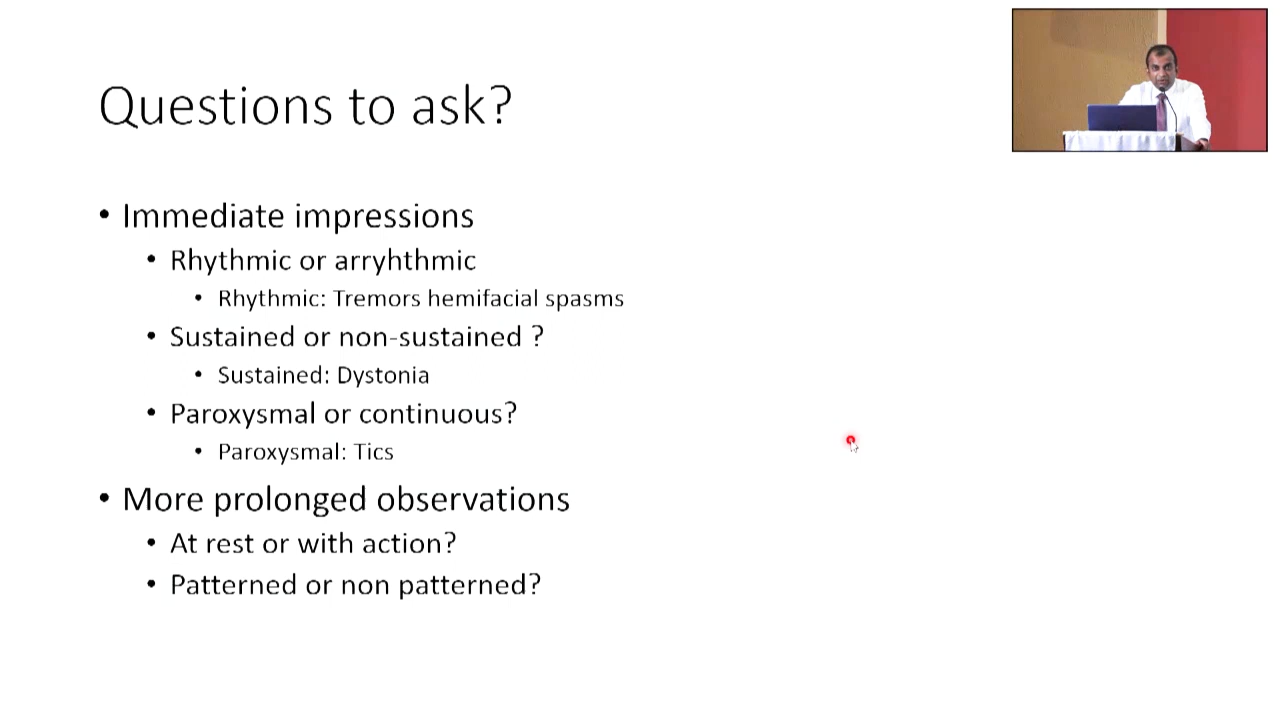 Questions to ask?
• Immediate impressions
• Rhythmic or arryhthmic
• Rhythmic: Tremors hemifacial spasms
• Sustained or non-sustained ?
• Sustained: Dystonia
• Paroxysmal or continuous?
• Paroxysmal: Tics
• More prolonged observations
• At rest or with action?
• Patterned or non patterned?